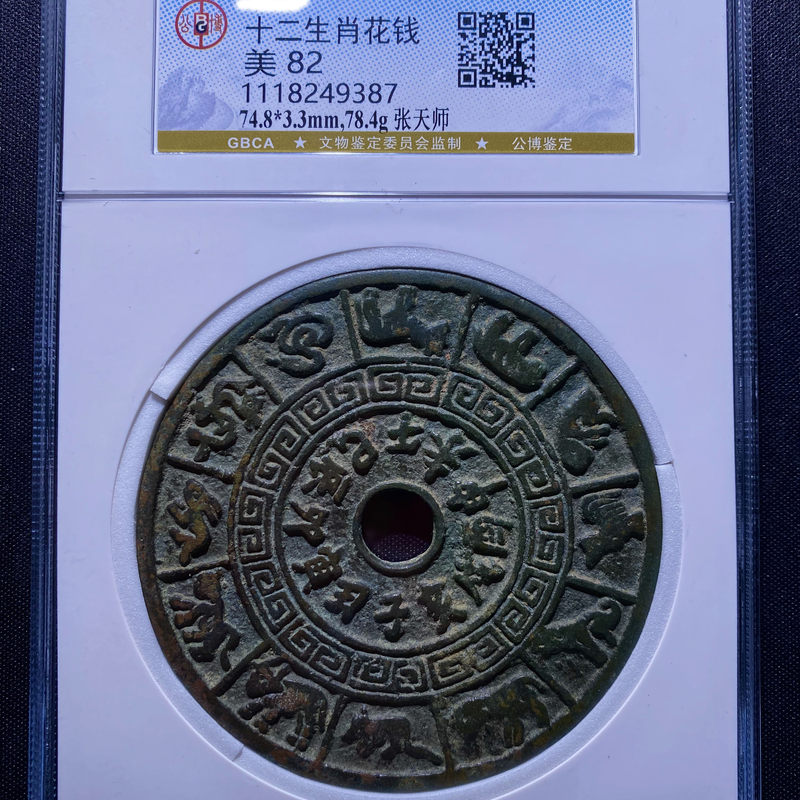 公 博
十二生肖花钱
美 82
1118249387
74.8*3.3mm,78.4g 张天师
GBCA ★ 文物鉴定委员会监制 ★ 公博鉴定
子丑寅卯辰巳午未申酉戌亥